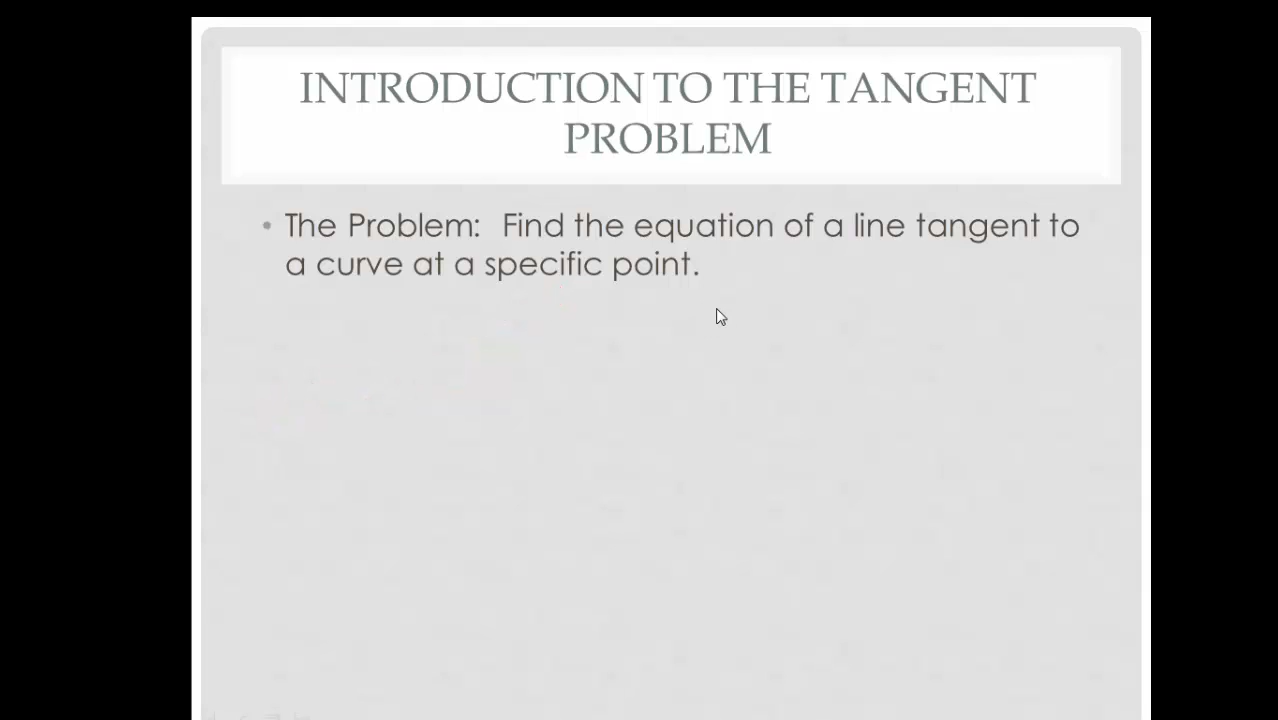 INTRODUCTION TO THE TANGENT
PROBLEM
• The Problem: Find the equation of a line tangent to
a curve at a specific point.